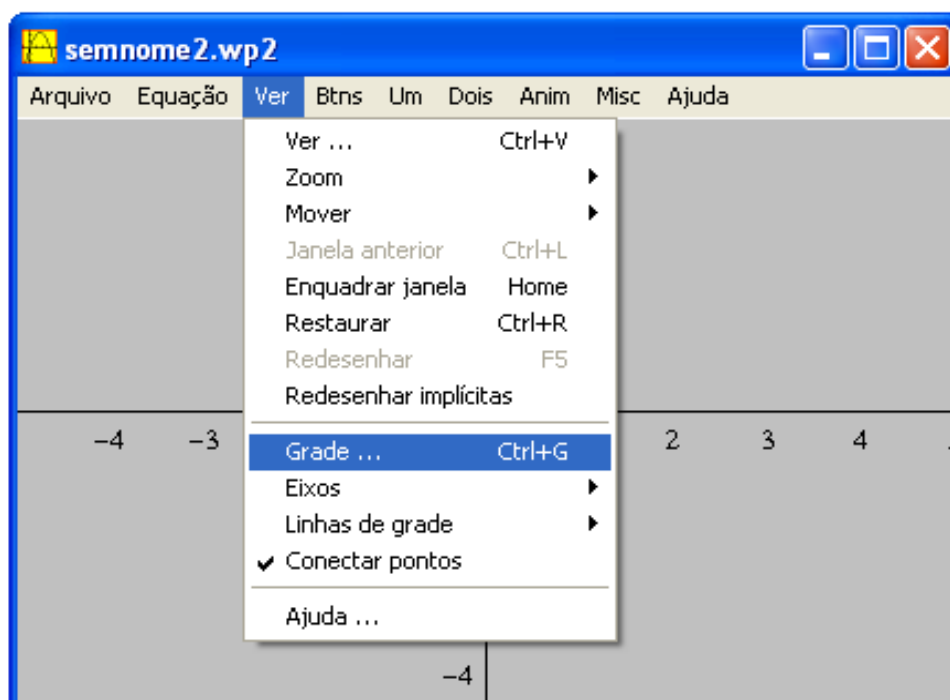 semnome2.wp2
Arquivo Equação Ver Btns Um Dois Anim Misc Ajuda
Ver ... Ctrl+V
Zoom
Mover
Janela anterior Ctrl+L
Enquadrar janela Home
Restaurar Ctrl+R
Redesenhar F5
Redesenhar implícitas
−4 −3 2 3 4
Grade ... Ctrl+G
Eixos
Linhas de grade
Conectar pontos
Ajuda ...
−4